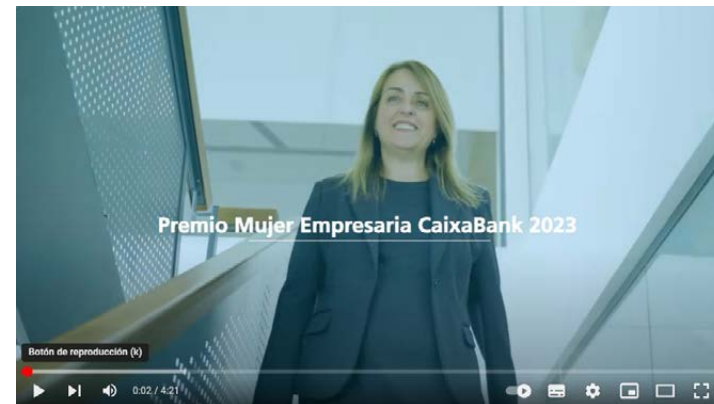 Premio Mujer Empresaria CaixaBank 2023
Botón de reproducción (k)
0:02 / 4:21